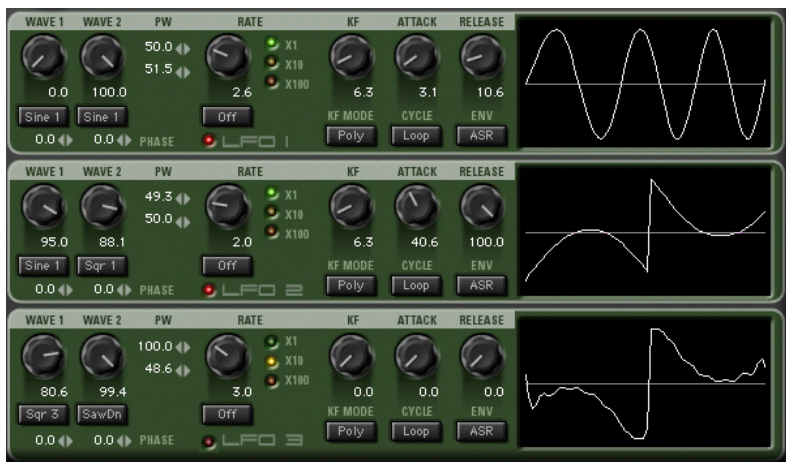 WAVE 1 WAVE 2 PW RATE KF ATTACK RELEASE
50.0 X1
51.5 X10
X100
0.0 100.0 2.6 6.3 3.1 10.6
Sine 1 Sine 1 Off KF MODE CYCLE ENV
Poly Loop ASR
0.0 0.0 PHASE LFO 1
WAVE 1 WAVE 2 PW RATE KF ATTACK RELEASE
49.3 X1
50.0 X10
X100
95.0 88.1 2.0 6.3 40.6 100.0
Sine 1 Sqr 1 Off KF MODE CYCLE ENV
Poly Loop ASR
0.0 0.0 PHASE LFO 2
WAVE 1 WAVE 2 PW RATE KF ATTACK RELEASE
100.0 X1
48.6 X10
X100
80.6 99.4 3.0 0.0 0.0 0.0
Sqr 3 SawDn Off KF MODE CYCLE ENV
Poly Loop ASR
0.0 0.0 PHASE LFO 3